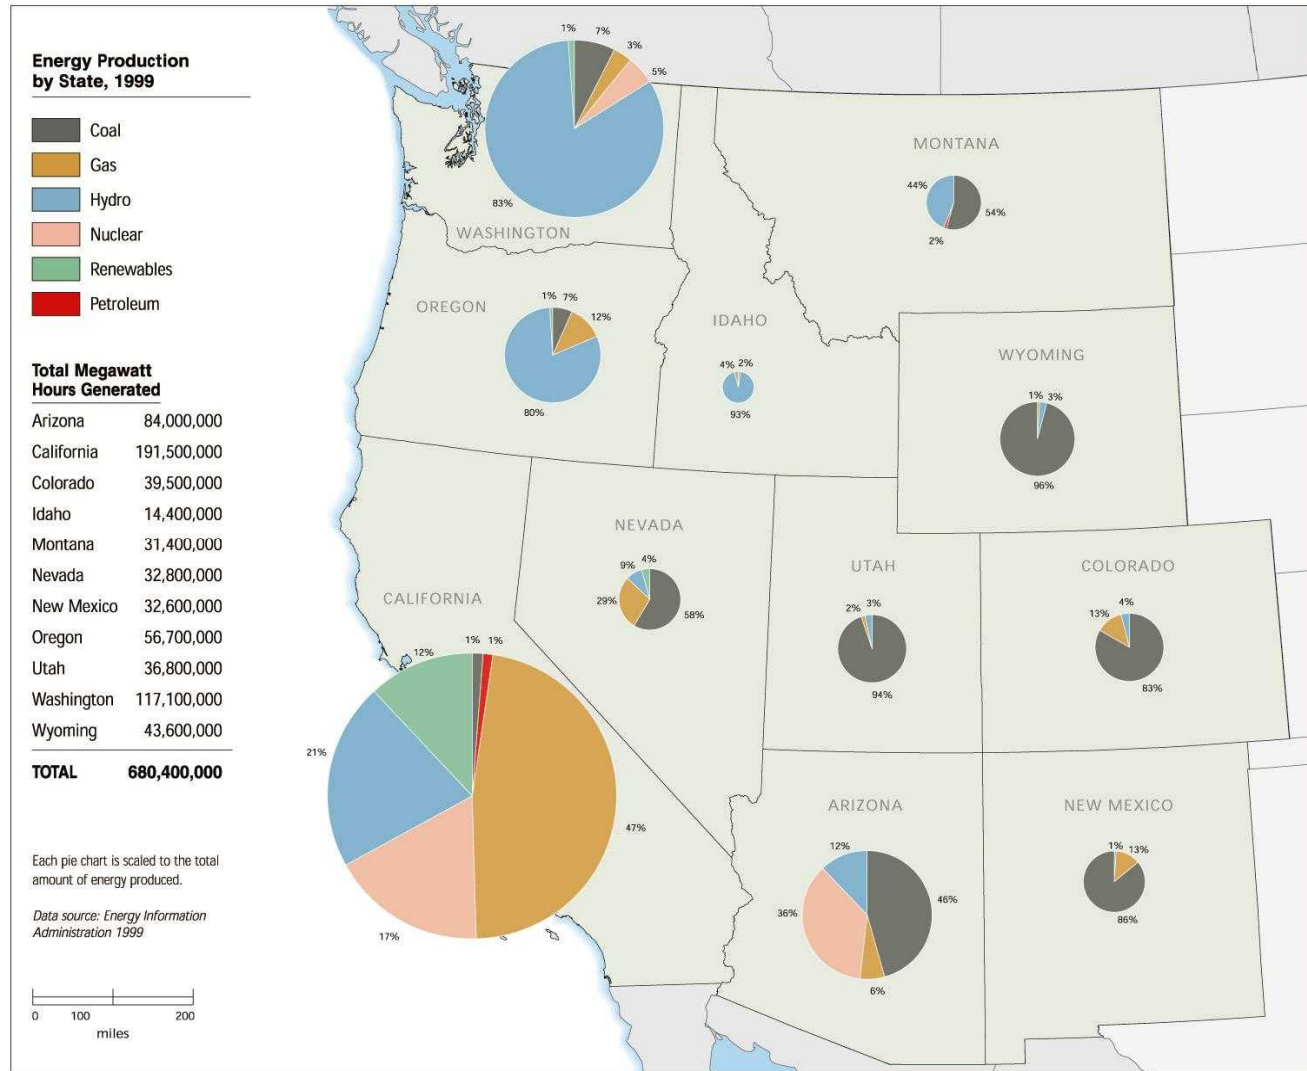 Energy Production
by State, 1999
Coal
Gas
Hydro
Nuclear
Renewables
Petroleum
Total Megawatt
Hours Generated
Arizona 84,000,000
California 191,500,000
Colorado 39,500,000
Idaho 14,400,000
Montana 31,400,000
Nevada 32,800,000
New Mexico 32,600,000
Oregon 56,700,000
Utah 36,800,000
Washington 117,100,000
Wyoming 43,600,000
TOTAL 680,400,000
Each pie chart is scaled to the total
amount of energy produced.
Data source: Energy Information
Administration 1999
0 100 200
miles
1% 7% 3% 5%
83%
WASHINGTON
MONTANA
44% 54%
2%
OREGON
1% 7%
12%
80%
IDAHO
4% 2%
93%
WYOMING
1% 3%
96%
NEVADA
9% 4%
29% 58%
UTAH
2% 3%
94%
COLORADO
13% 4%
83%
CALIFORNIA
12% 1% 1%
21%
47%
17%
ARIZONA
12%
46%
36%
6%
NEW MEXICO
1% 13%
86%